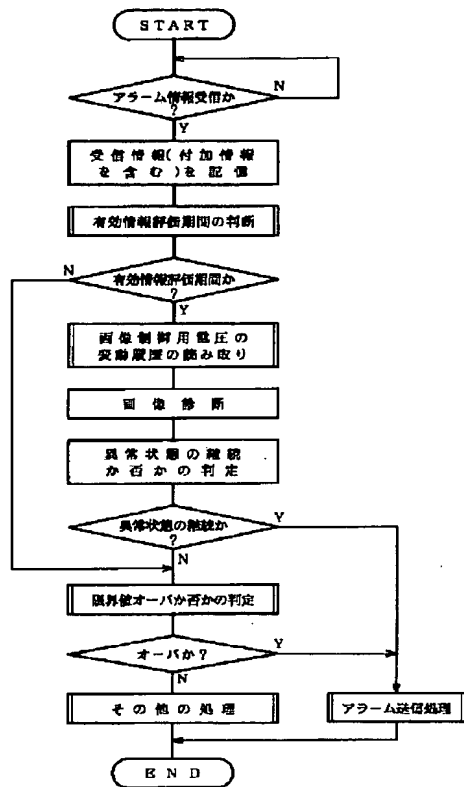 START
アラーム情報受信か
?
N
Y
受信情報(付加情報
を含む)を記憶
有効情報評価期間の判断
N
有効情報評価期間か
?
Y
画像制御用電圧の
変動履歴の読み取り
画像診断
異常状態の継続
か否かの判定
異常状態の継続か
?
Y
N
限界値オーバか否かの判定
オーバか?
Y
N
その他の処理
アラーム送信処理
END